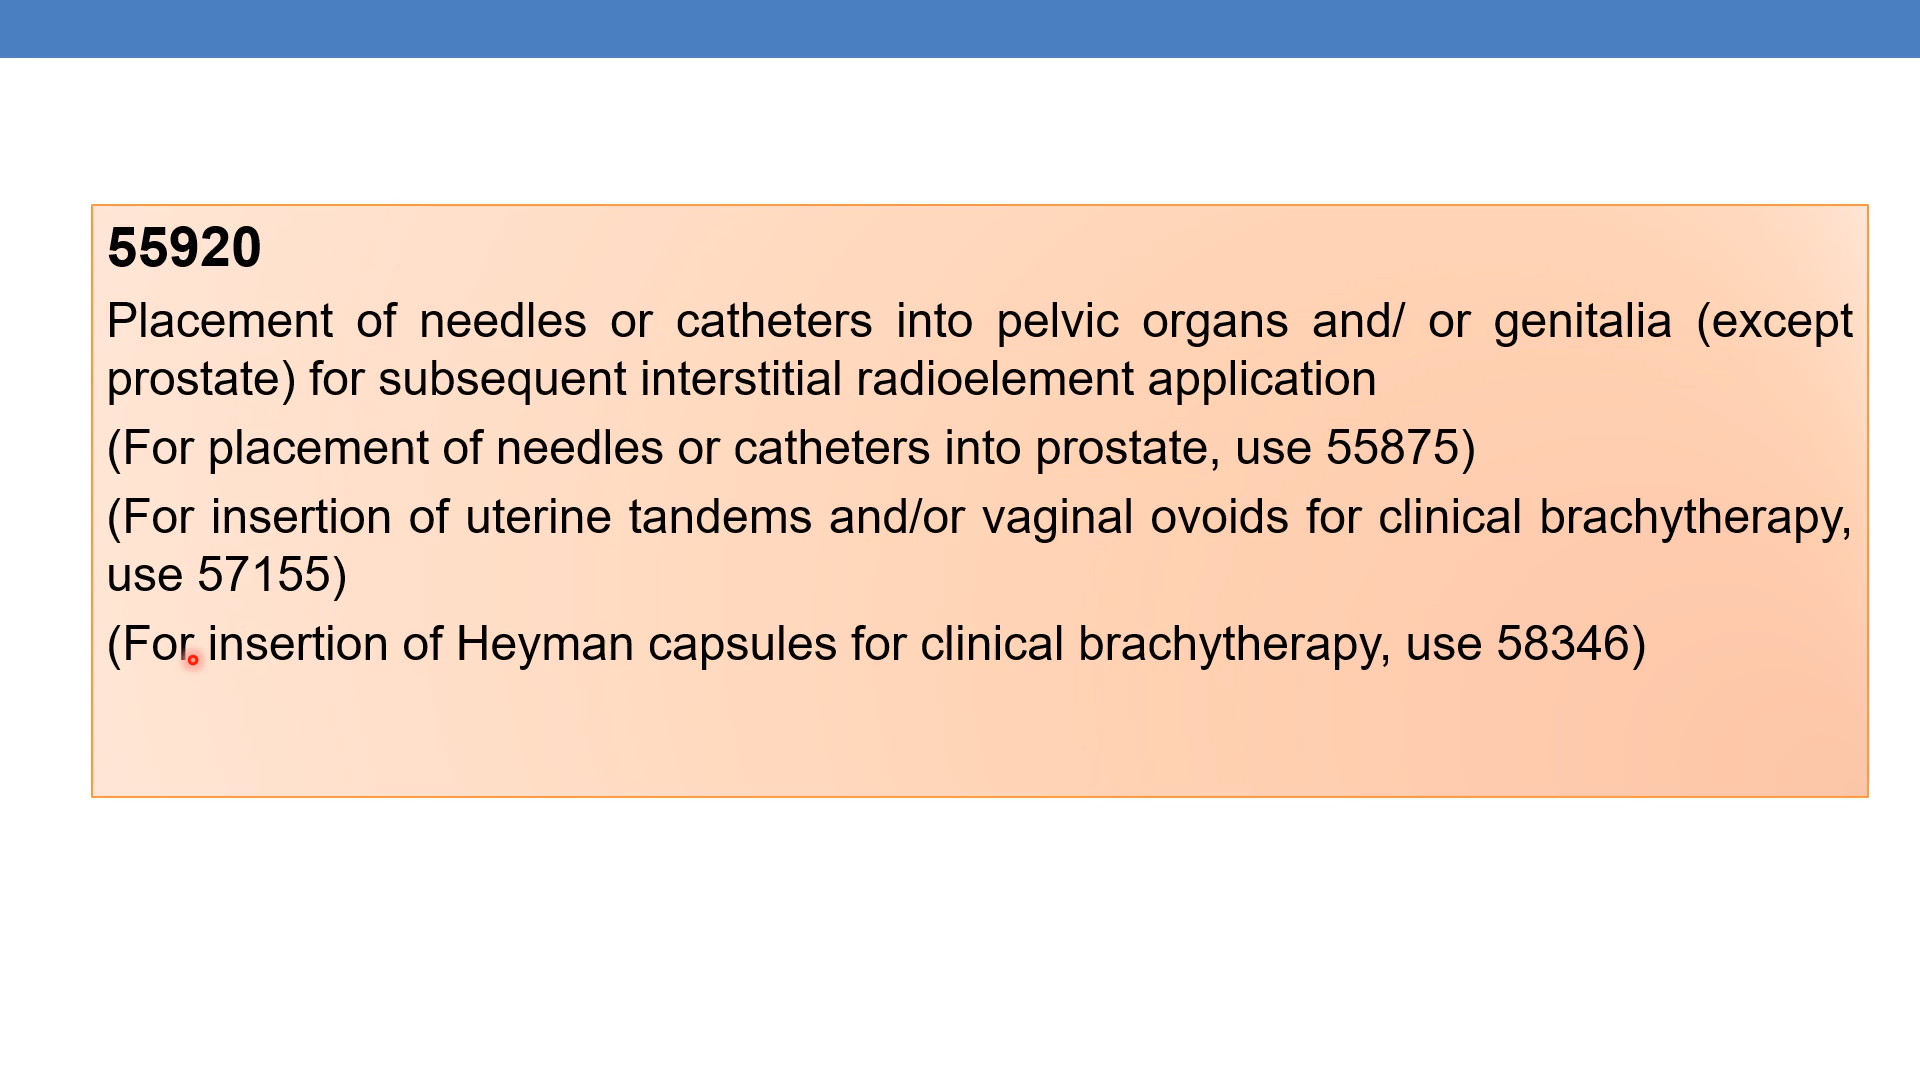 55920
Placement of needles or catheters into pelvic organs and/ or genitalia (except
prostate) for subsequent interstitial radioelement application
(For placement of needles or catheters into prostate, use 55875)
(For insertion of uterine tandems and/or vaginal ovoids for clinical brachytherapy,
use 57155)
(For insertion of Heyman capsules for clinical brachytherapy, use 58346)